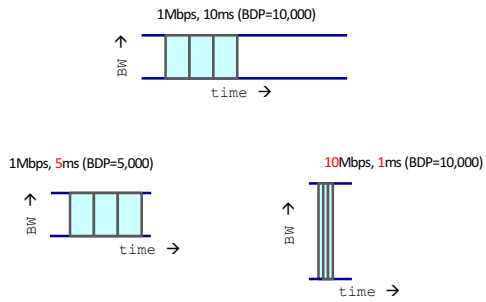 1Mbps, 10ms (BDP=10,000)
BW →
time →
1Mbps, 5ms (BDP=5,000)
BW →
time →
10Mbps, 1ms (BDP=10,000)
BW →
time →